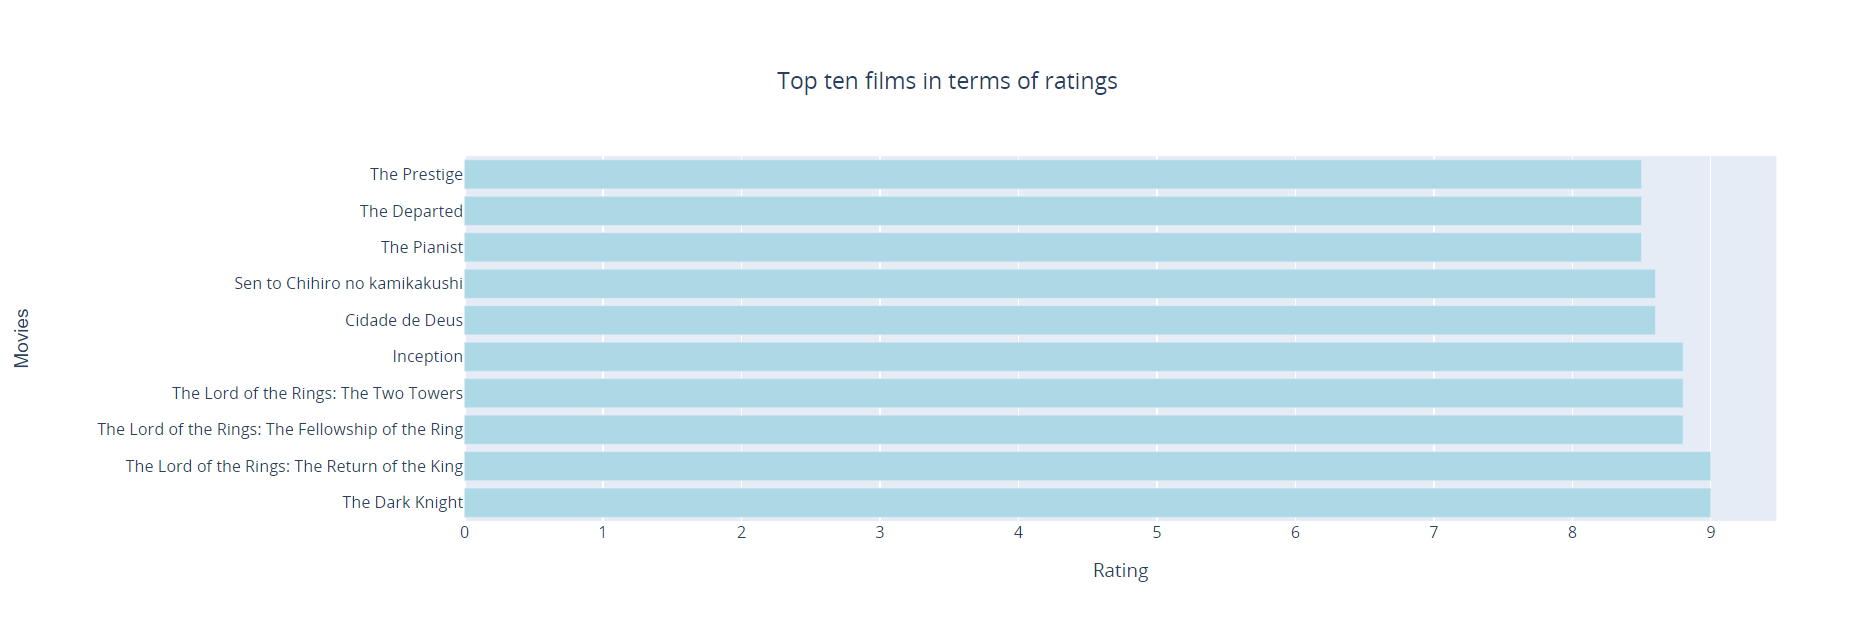 Top ten films in terms of ratings
Movies
The Prestige
The Departed
The Pianist
Sen to Chihiro no kamikakushi
Cidade de Deus
Inception
The Lord of the Rings: The Two Towers
The Lord of the Rings: The Fellowship of the Ring
The Lord of the Rings: The Return of the King
The Dark Knight
0 1 2 3 4 5 6 7 8 9
Rating